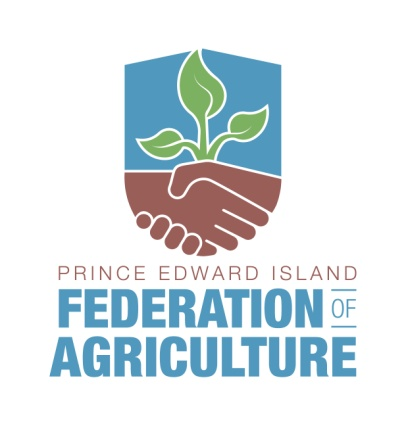 PRINCE EDWARD ISLAND
FEDERATION OF
AGRICULTURE